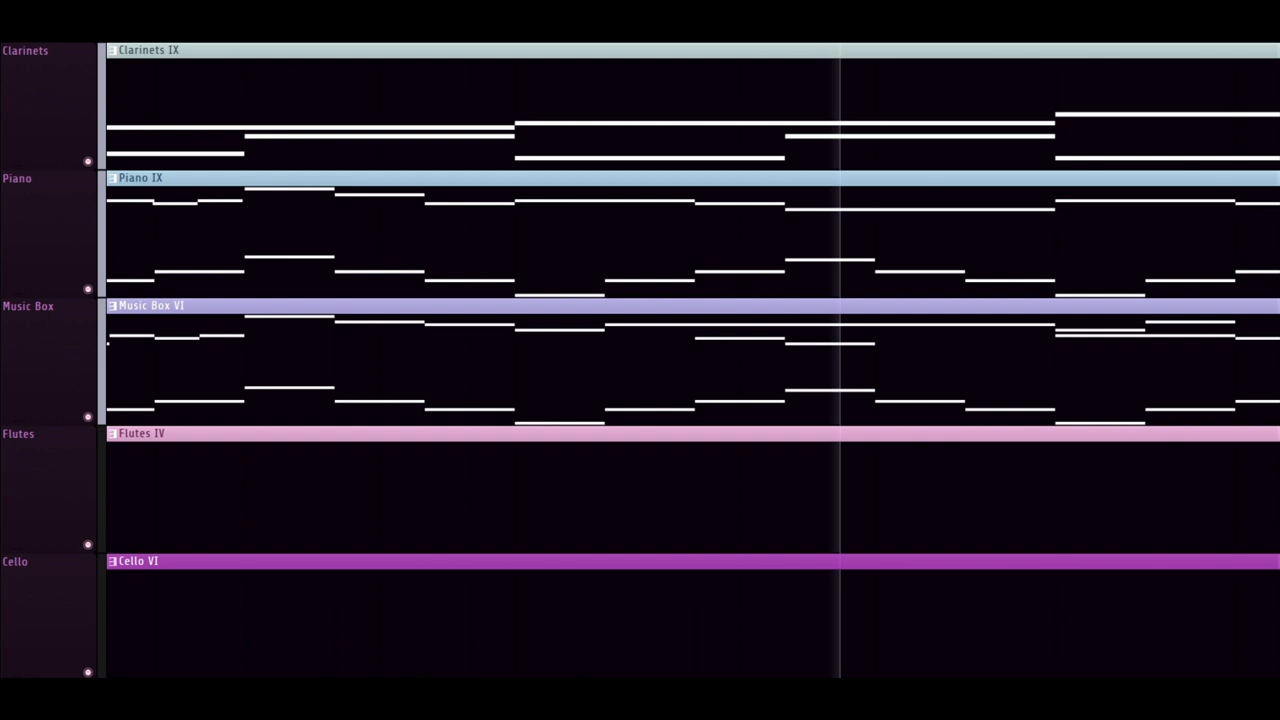 Clarinets
Clarinets IX
Piano
Piano IX
Music Box
Music Box VI
Flutes
Flutes IV
Cello
Cello VI